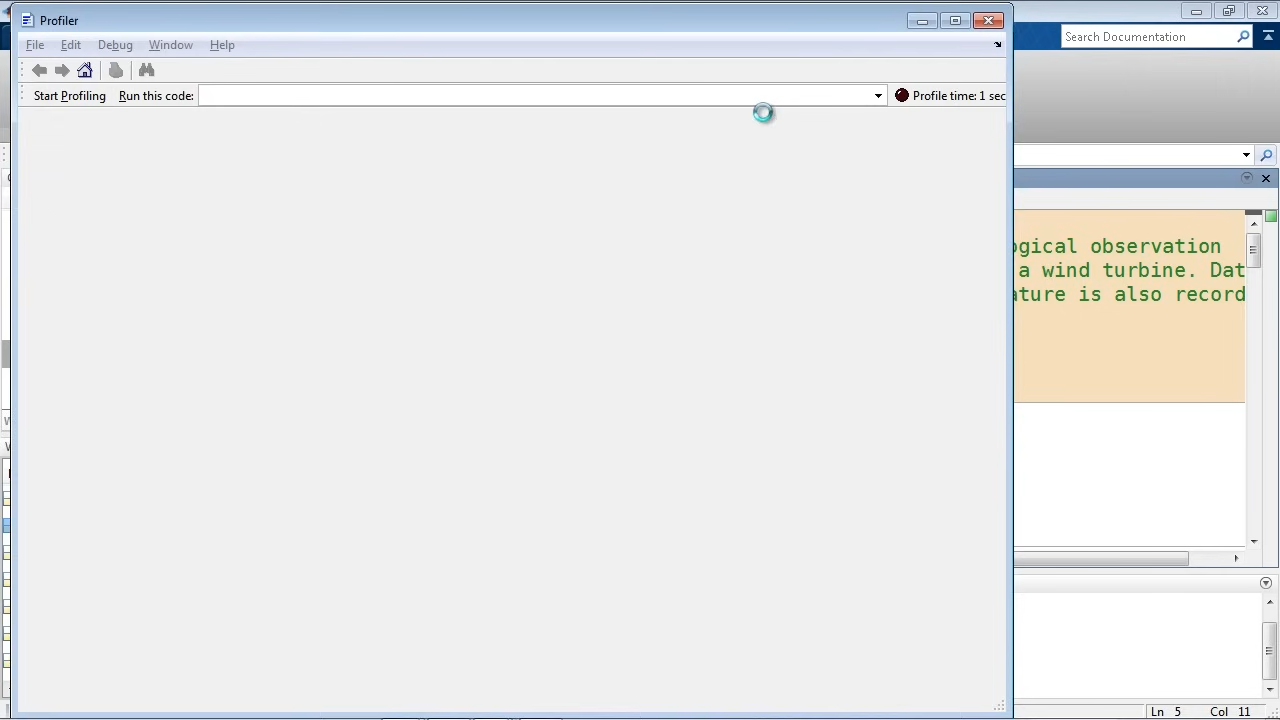 Profiler
Search Documentation
File Edit Debug Window Help
Start Profiling Run this code: Profile time: 1 sec
ogical observation
a wind turbine. Dat
ature is also record
Ln 5 Col 11